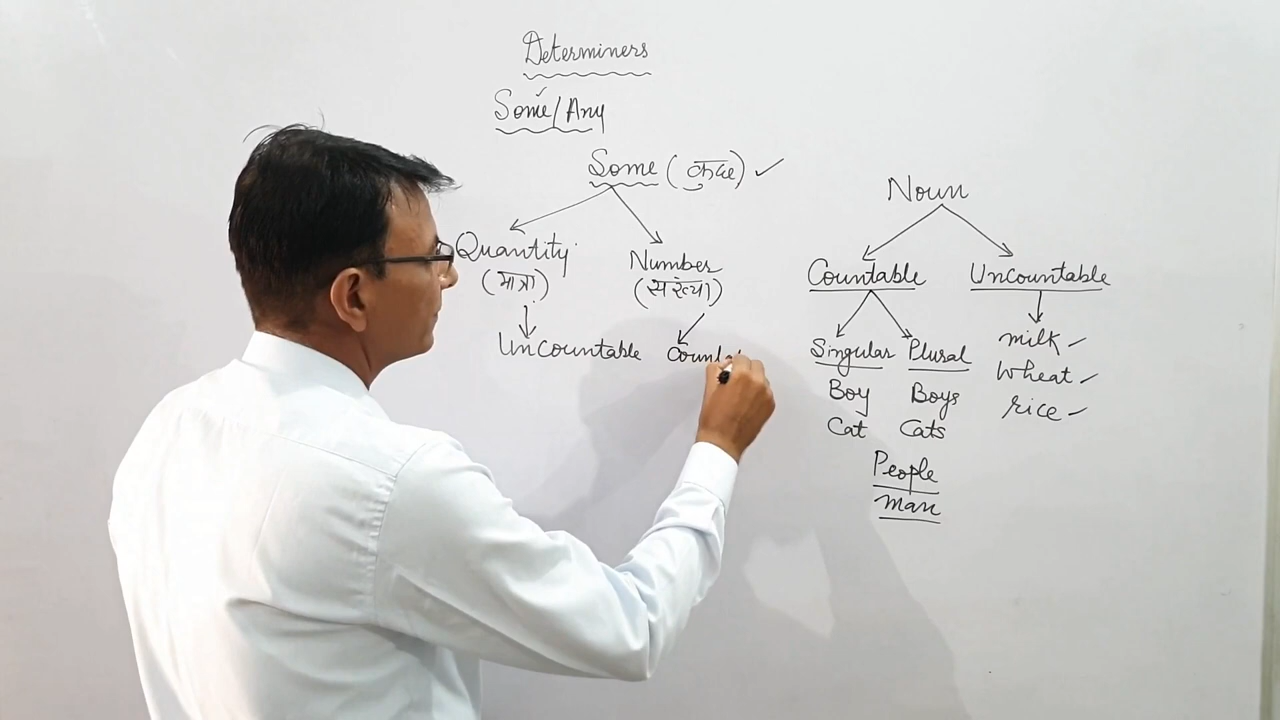 Determiners
Some/Any
Some (कुछ) ✓
Quantity Number
(मात्रा) (संख्या)
Uncountable
Noun
Countable Uncountable
Singular Plural
Boy Boys
Cat Cats
People
man
milk
wheat
rice